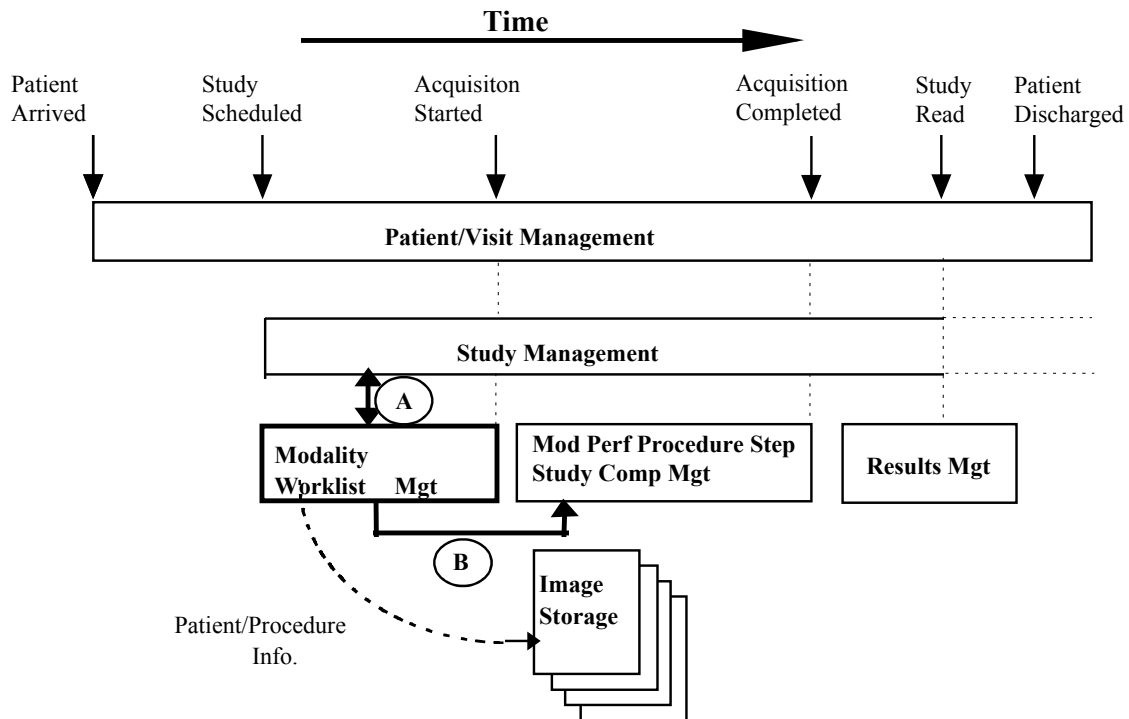 Time
Patient
Arrived
Study
Scheduled
Acquisiton
Started
Acquisition
Completed
Study
Read
Patient
Discharged
Patient/Visit Management
Study Management
A
Modality
Worklist Mgt
Mod Perf Procedure Step
Study Comp Mgt
Results Mgt
B
Image
Storage
Patient/Procedure
Info.